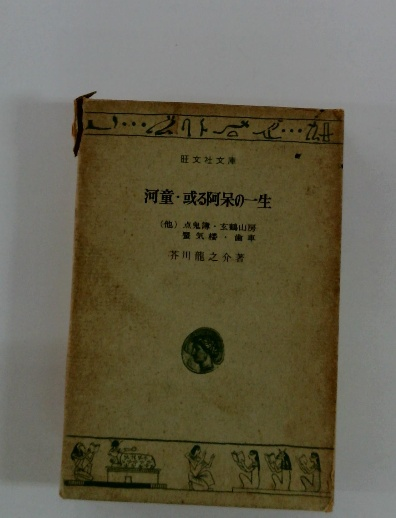 旺文社文庫
河童・或る阿呆の一生
(他) 点鬼簿・玄鶴山房
蜃気楼・歯車
芥川龍之介著